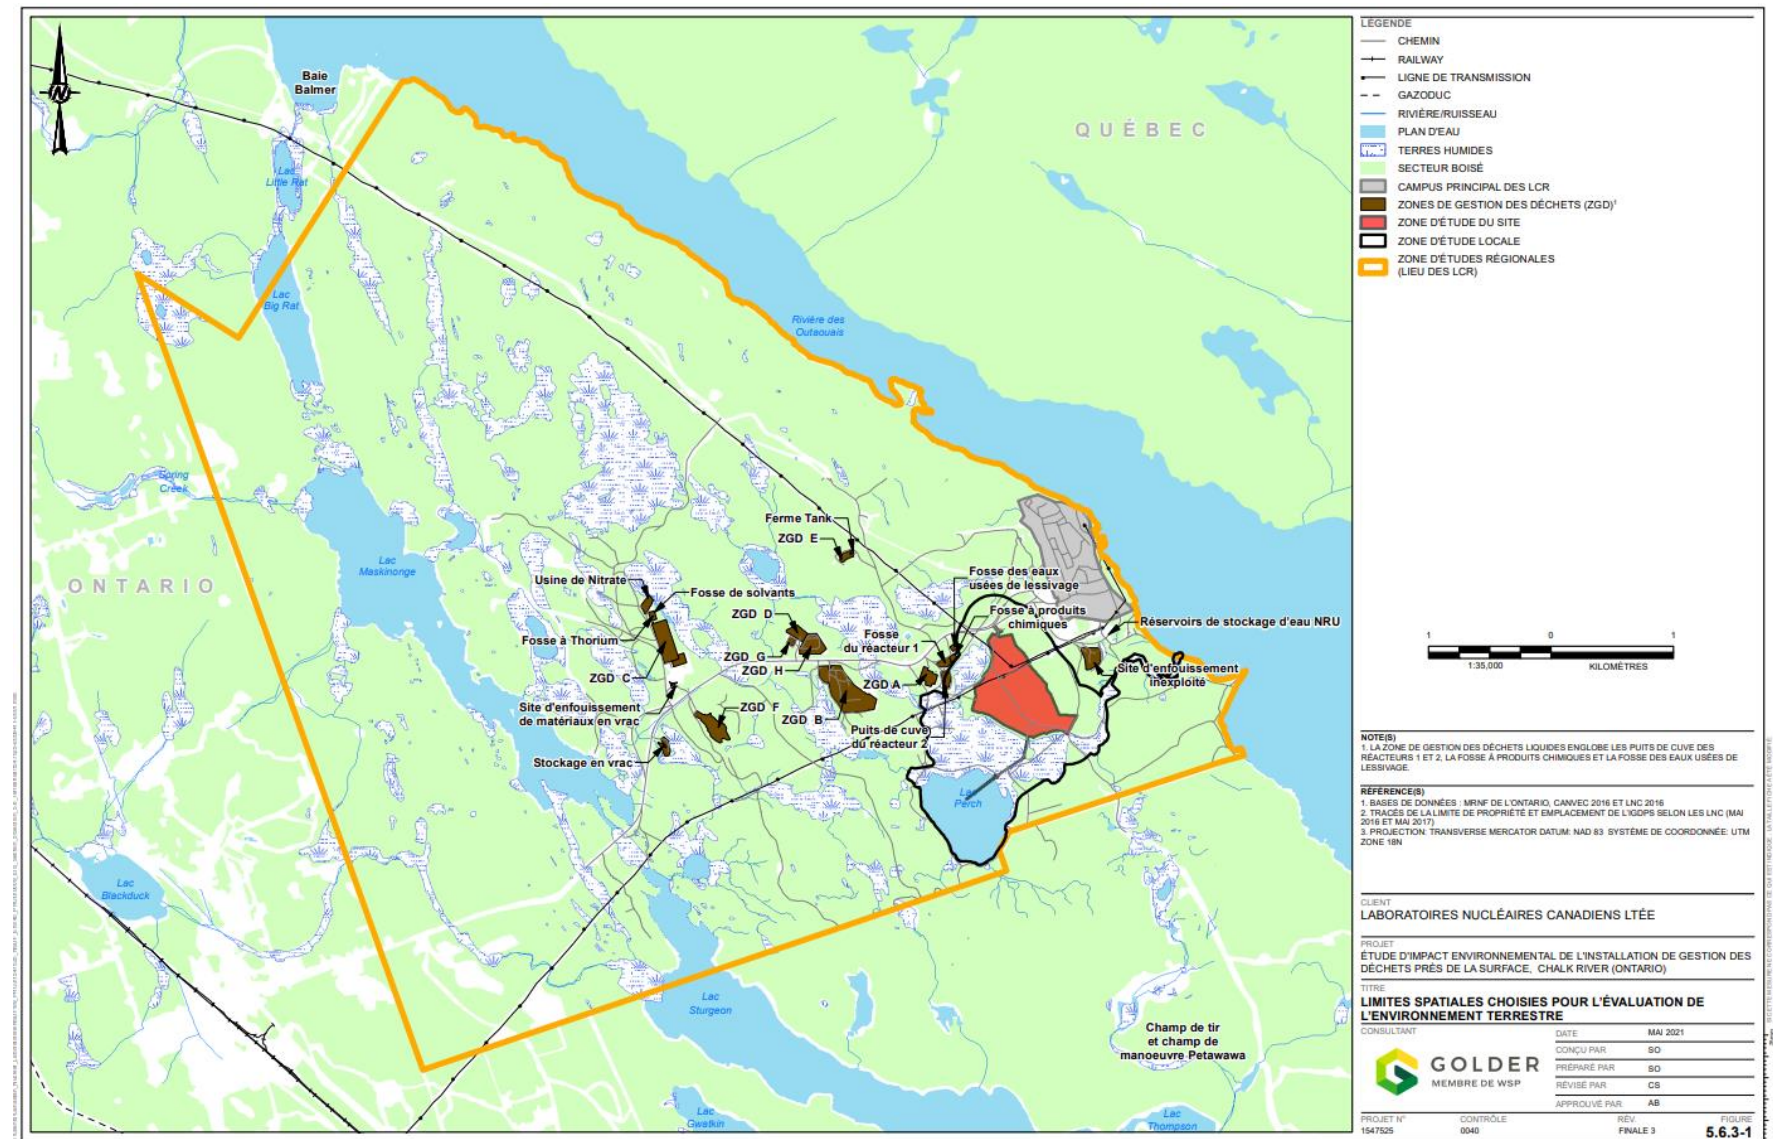 Baie
Balmer
QUÉBEC
Lac
Little Rat
Lac
Big Rat
Rivière des
Outaouais
Spring
Creek
Lac
Maskinonge
ONTARIO
Ferme Tank
ZGD E
Usine de Nitrate
Fosse de solvants
Fosse à Thorium
ZGD D
ZGD G
ZGD H
ZGD C
Fosse des eaux
usées de lessivage
Fosse à produits
chimiques
Fosse
du réacteur 1
Réservoirs de stockage d'eau NRU
Site d'enfouissement
inexploité
ZGD A
Site d'enfouissement
de matériaux en vrac
ZGD F
ZGD B
Puits de cuve
du réacteur 2
Stockage en vrac
Lac
Perch
Lac
Blackduck
Lac
Sturgeon
Champ de tir
et champ de
manoeuvre Petawawa
Lac
Gwatkin
Lac
Thompson
N
LÉGENDE
CHEMIN
RAILWAY
LIGNE DE TRANSMISSION
GAZODUC
RIVIÈRE/RUISSEAU
PLAN D'EAU
TERRES HUMIDES
SECTEUR BOISÉ
CAMPUS PRINCIPAL DES LCR
ZONES DE GESTION DES DÉCHETS (ZGD)¹
ZONE D'ÉTUDE DU SITE
ZONE D'ÉTUDE LOCALE
ZONE D'ÉTUDES RÉGIONALES
(LIEU DES LCR)
1 0 1
1:35,000 KILOMÈTRES
NOTE(S)
1. LA ZONE DE GESTION DES DÉCHETS LIQUIDES ENGLOBE LES PUITS DE CUVE DES
RÉACTEURS 1 ET 2, LA FOSSE À PRODUITS CHIMIQUES ET LA FOSSE DES EAUX USÉES DE
LESSIVAGE.
RÉFÉRENCE(S)
1. BASES DE DONNÉES : MRNF DE L'ONTARIO, CANVEC 2016 ET LNC 2016
2. TRACÉS DE LA LIMITE DE PROPRIÉTÉ ET EMPLACEMENT DE L'IGDPS SELON LES LNC (MAI
2016 ET MAI 2017)
3. PROJECTION: TRANSVERSE MERCATOR DATUM: NAD 83 SYSTÈME DE COORDONNÉE: UTM
ZONE 18N
CLIENT
LABORATOIRES NUCLÉAIRES CANADIENS LTÉE
PROJET
ÉTUDE D'IMPACT ENVIRONNEMENTAL DE L'INSTALLATION DE GESTION DES
DÉCHETS PRÈS DE LA SURFACE, CHALK RIVER (ONTARIO)
TITRE
LIMITES SPATIALES CHOISIES POUR L'ÉVALUATION DE
L'ENVIRONNEMENT TERRESTRE
CONSULTANT
GOLDER
MEMBRE DE WSP
DATE MAI 2021
CONÇU PAR SO
PRÉPARÉ PAR SO
RÉVISÉ PAR CS
APPROUVÉ PAR AB
PROJET N° CONTRÔLE RÉV. FIGURE
1547525 0040 FINALE 3 5.6.3-1